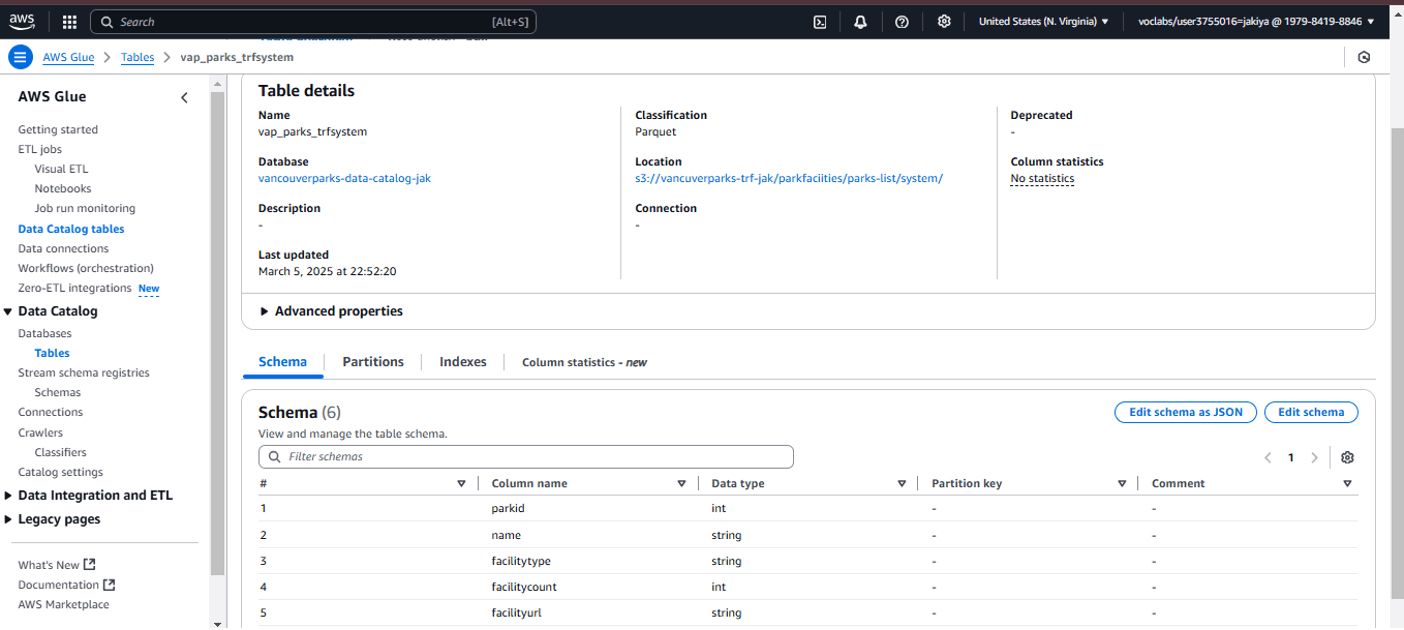 aws
Search [Alt+S]
United States (N. Virginia)
voclabs/user3755016=jakiya @ 1979-8419-8846
AWS Glue
Tables
vap_parks_trfsystem
AWS Glue
Getting started
ETL jobs
Visual ETL
Notebooks
Job run monitoring
Data Catalog tables
Data connections
Workflows (orchestration)
Zero-ETL integrations New
Data Catalog
Databases
Tables
Stream schema registries
Schemas
Connections
Crawlers
Classifiers
Catalog settings
Data Integration and ETL
Legacy pages
What's New
Documentation
AWS Marketplace
Table details
Name
vap_parks_trfsystem
Database
vancouverparks-data-catalog-jak
Description
-
Last updated
March 5, 2025 at 22:52:20
Classification
Parquet
Location
s3://vancuverparks-trf-jak/parkfaciities/parks-list/system/
Connection
-
Deprecated
-
Column statistics
No statistics
Advanced properties
Schema Partitions Indexes Column statistics - new
Schema (6)
Edit schema as JSON Edit schema
View and manage the table schema.
Filter schemas
1
# Column name Data type Partition key Comment
1 parkid int - -
2 name string - -
3 facilitytype string - -
4 facilitycount int - -
5 facilityurl string - -